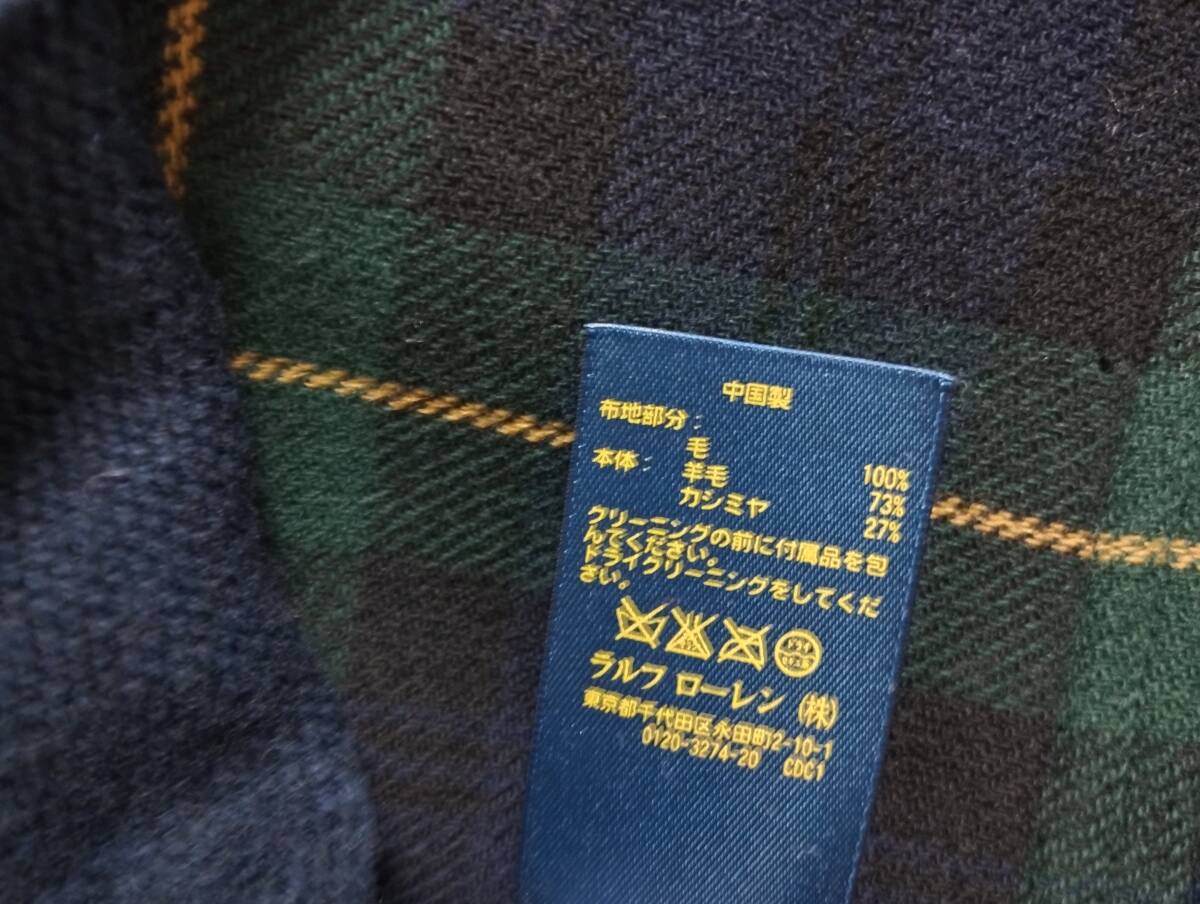 中国製
布地部分:
毛 100%
本体: 羊毛 73%
カシミヤ 27%
クリーニングの前に付属品を包
んでください。
ドライクリーニングをしてくだ
さい。
ドライ
ラルフ ローレン (株)
東京都千代田区永田町2-10-1
0120-3274-20 CDC1